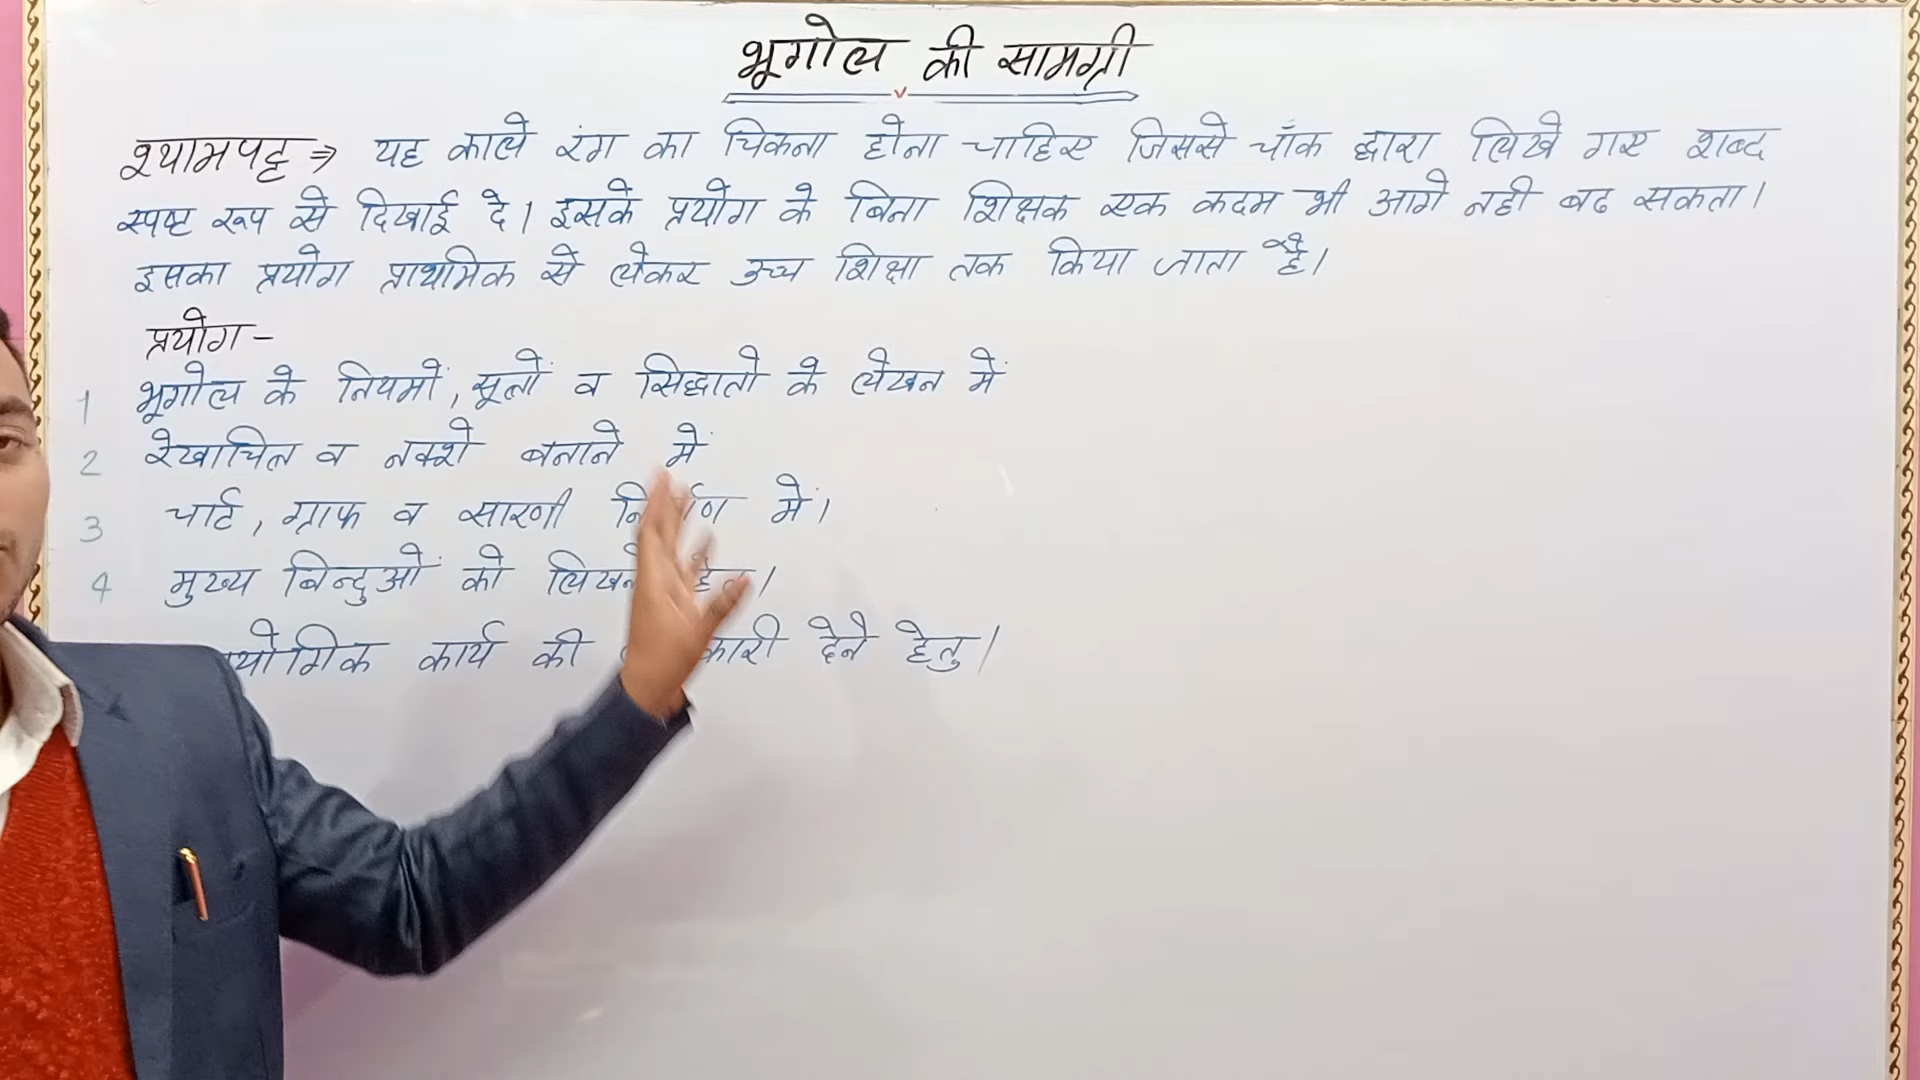 भूगोल की सामग्री
श्यामपट्ट ⇒ यह काले रंग का चिकना होना चाहिए जिससे चाँक द्वारा लिखे गए शब्द
स्पष्ट रूप से दिखाई दे। इसके प्रयोग के बिना शिक्षक एक कदम भी आगे नही बढ सकता।
इसका प्रयोग प्राथमिक से लेकर उच्च शिक्षा तक किया जाता है।
प्रयोग -
1 भूगोल के नियमों, सूत्रों व सिद्धातो के लेखन में
2 रेखाचित्र व नक्शे बनाने में
3 चार्ट, ग्राफ व सारणी में।
4 मुख्य बिन्दुओं को हेतु।
कार्य की देने हेतु।